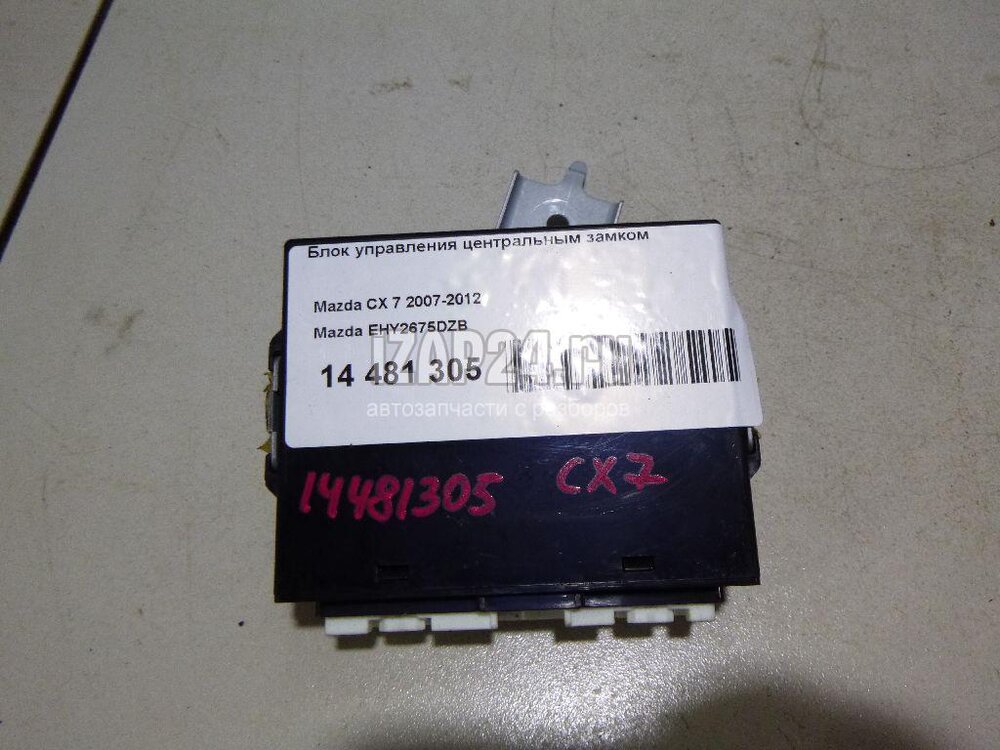 Блок управления центральным замком
Mazda CX 7 2007-2012
Mazda EHY2675DZB
14 481 305
iZAP24.ru
автозапчасти с разборов
14481305 CX7